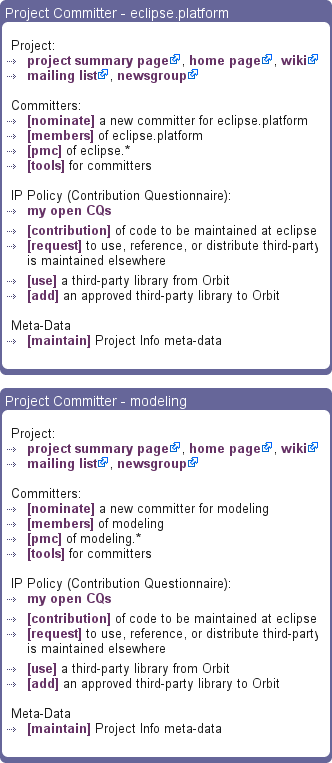 Project Committer - eclipse.platform
Project:
project summary page, home page, wiki
mailing list, newsgroup
Committers:
[nominate] a new committer for eclipse.platform
[members] of eclipse.platform
[pmc] of eclipse.*
[tools] for committers
IP Policy (Contribution Questionnaire):
my open CQs
[contribution] of code to be maintained at eclipse
[request] to use, reference, or distribute third-party
is maintained elsewhere
[use] a third-party library from Orbit
[add] an approved third-party library to Orbit
Meta-Data
[maintain] Project Info meta-data
Project Committer - modeling
Project:
project summary page, home page, wiki
mailing list, newsgroup
Committers:
[nominate] a new committer for modeling
[members] of modeling
[pmc] of modeling.*
[tools] for committers
IP Policy (Contribution Questionnaire):
my open CQs
[contribution] of code to be maintained at eclipse
[request] to use, reference, or distribute third-party
is maintained elsewhere
[use] a third-party library from Orbit
[add] an approved third-party library to Orbit
Meta-Data
[maintain] Project Info meta-data